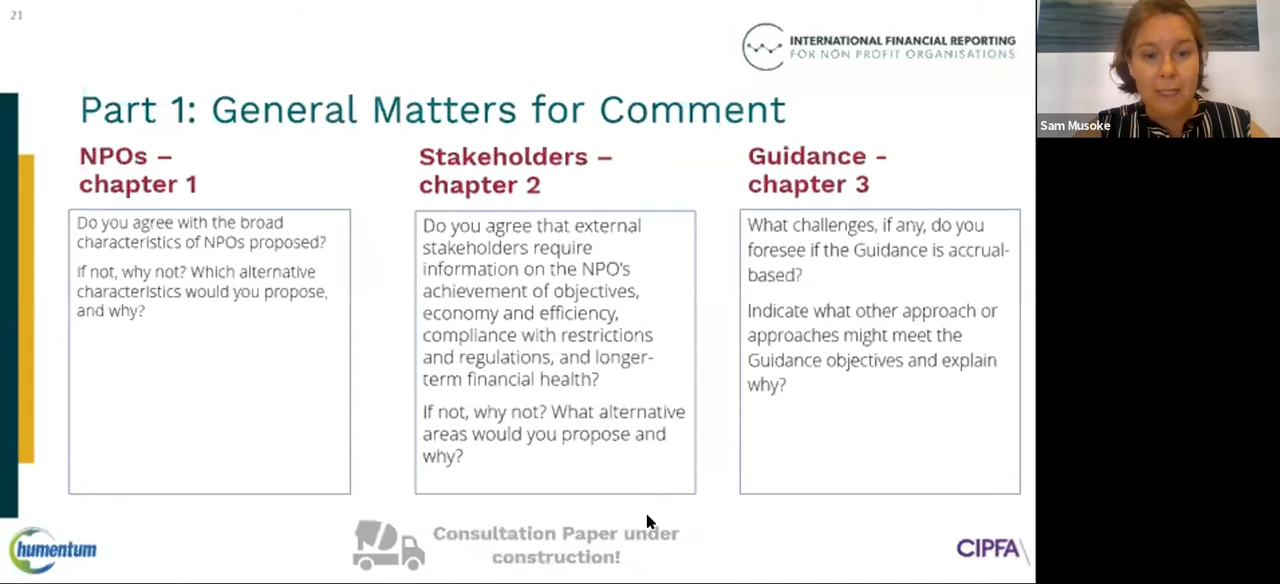 21
INTERNATIONAL FINANCIAL REPORTING
FOR NON PROFIT ORGANISATIONS
Sam Musoke
Part 1: General Matters for Comment
NPOs –
chapter 1
Do you agree with the broad
characteristics of NPOs proposed?
If not, why not? Which alternative
characteristics would you propose,
and why?
Stakeholders –
chapter 2
Do you agree that external
stakeholders require
information on the NPO's
achievement of objectives,
economy and efficiency,
compliance with restrictions
and regulations, and longer-
term financial health?
If not, why not? What alternative
areas would you propose and
why?
Guidance -
chapter 3
What challenges, if any, do you
foresee if the Guidance is accrual-
based?
Indicate what other approach or
approaches might meet the
Guidance objectives and explain
why?
humentum
Consultation Paper under
construction!
CIPFA